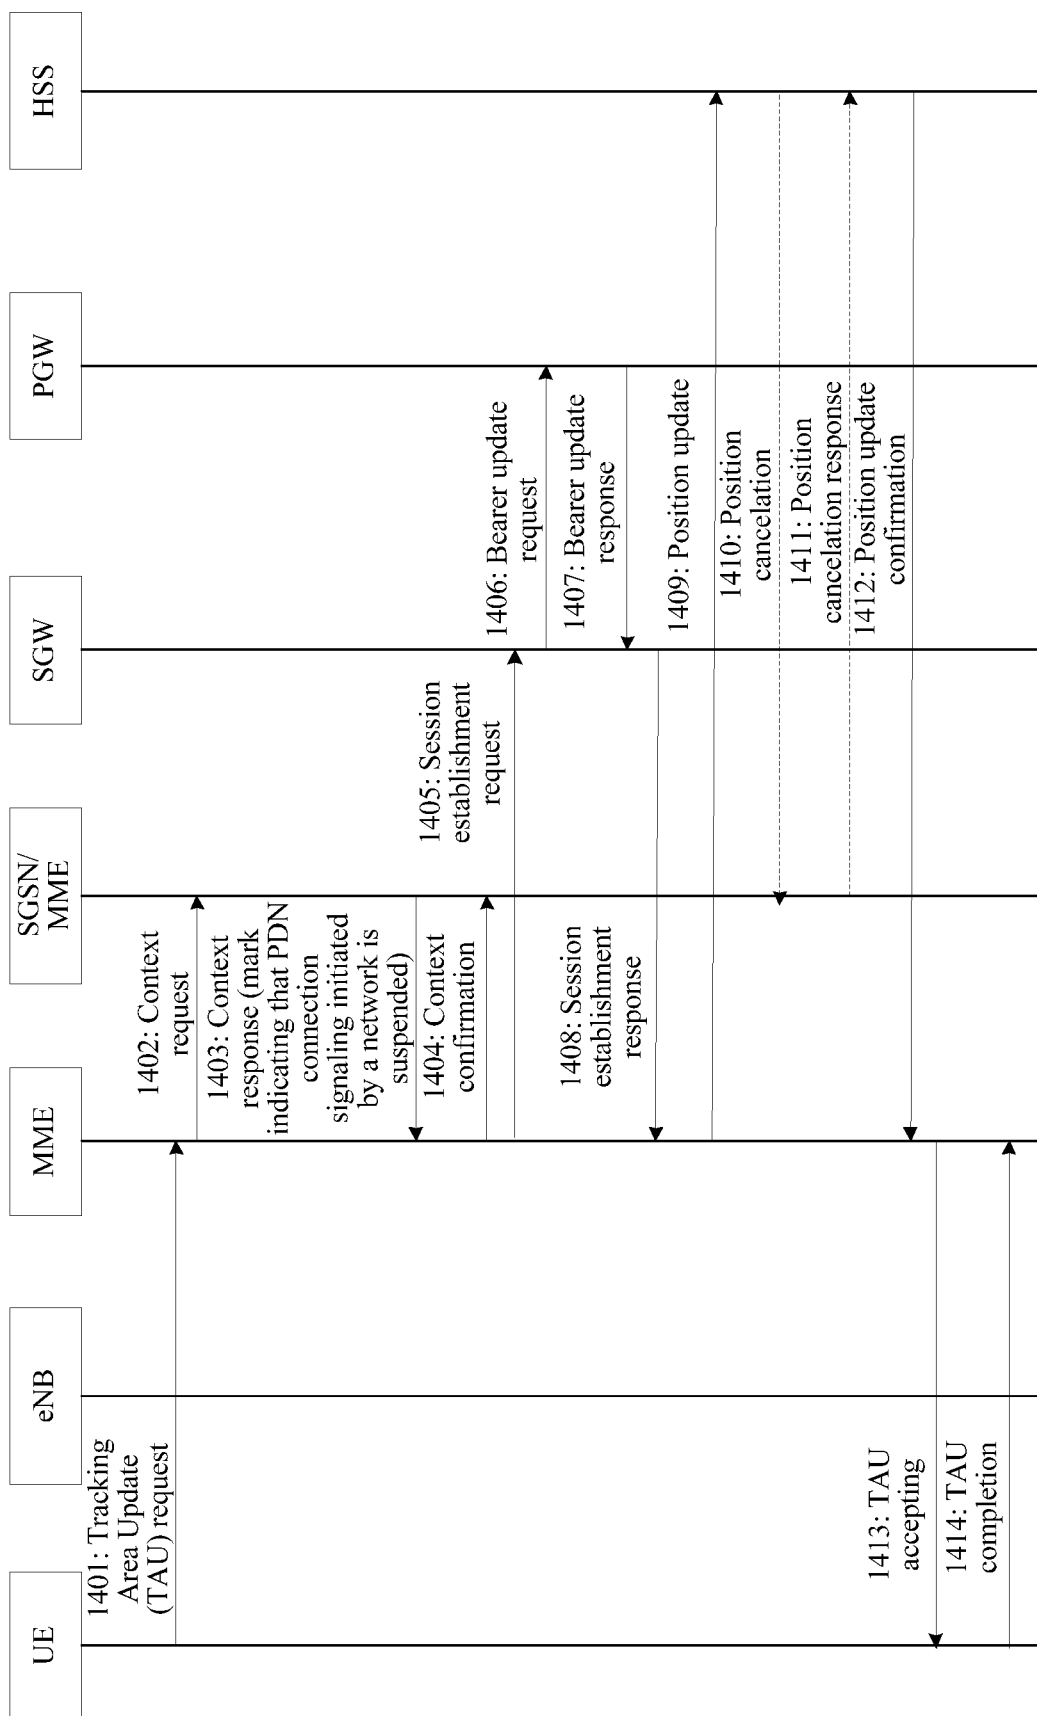 UE
eNB
MME
SGSN/
MME
SGW
PGW
HSS
1401: Tracking
Area Update
(TAU) request
1402: Context
request
1403: Context
response (mark
indicating that PDN
connection
signaling initiated
by a network is
suspended)
1404: Context
confirmation
1405: Session
establishment
request
1406: Bearer update
request
1407: Bearer update
response
1408: Session
establishment
response
1409: Position update
1410: Position
cancelation
1411: Position
cancelation response
1412: Position update
confirmation
1413: TAU
accepting
1414: TAU
completion